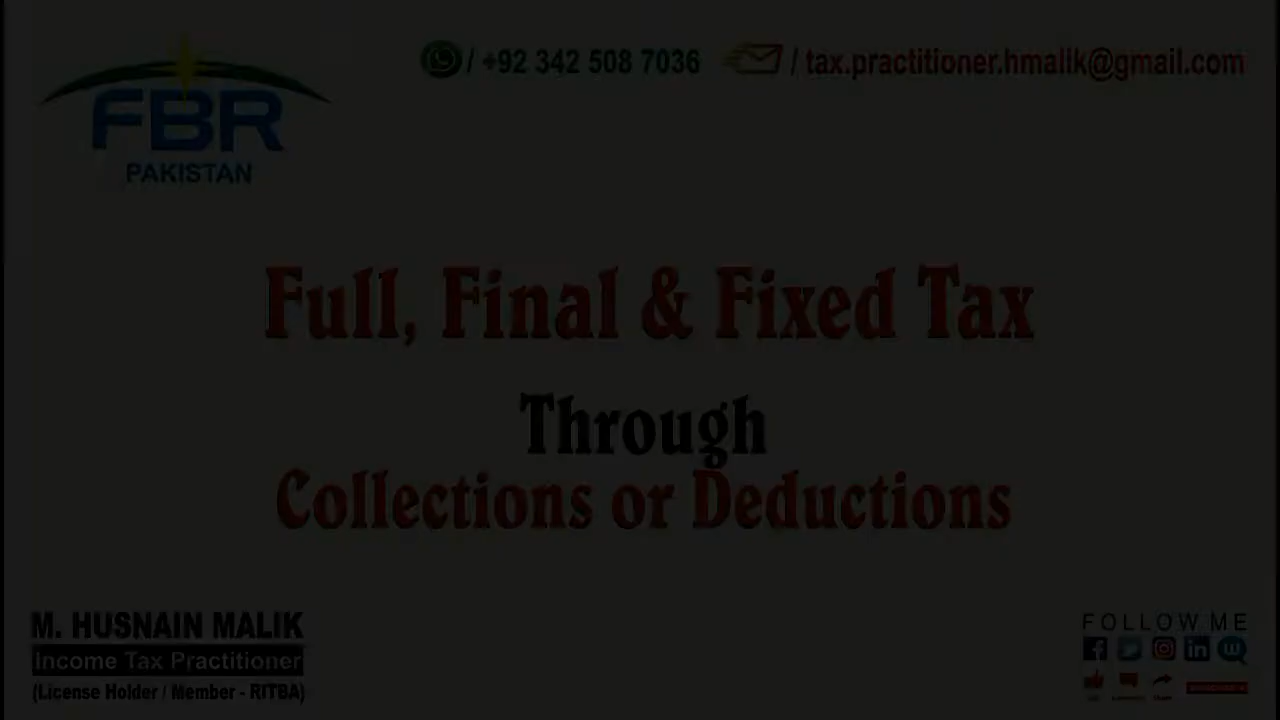 / +92 342 508 7036
/ tax.practitioner.hmalik@gmail.com
FBR
PAKISTAN
Full, Final & Fixed Tax
Through
Collections or Deductions
M. HUSNAIN MALIK
Income Tax Practitioner
(License Holder / Member - RITBA)
FOLLOW ME